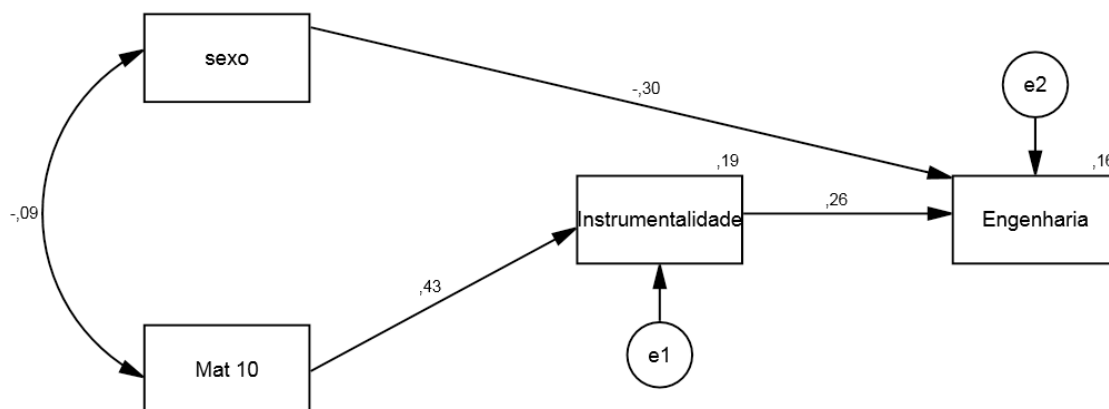 sexo
-,30
e2
,19
,16
-,09
Instrumentalidade
,26
Engenharia
,43
Mat 10
e1